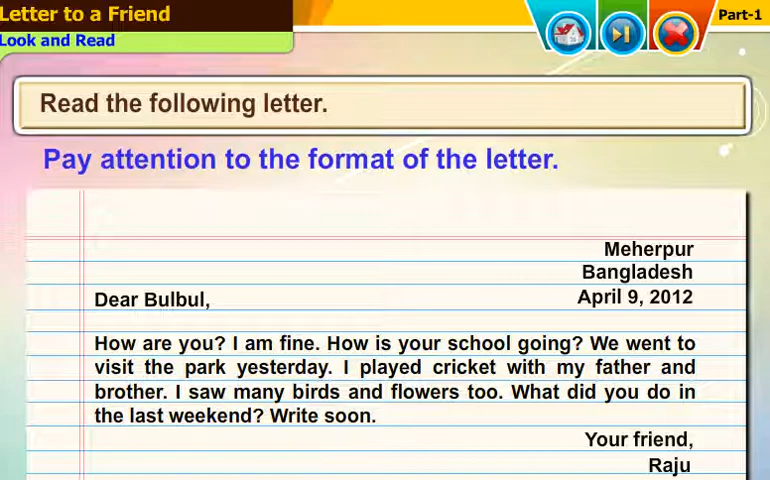 Letter to a Friend
Part-1
Look and Read
Read the following letter.
Pay attention to the format of the letter.
Meherpur
Bangladesh
Dear Bulbul,
April 9, 2012
How are you? I am fine. How is your school going? We went to
visit the park yesterday. I played cricket with my father and
brother. I saw many birds and flowers too. What did you do in
the last weekend? Write soon.
Your friend,
Raju